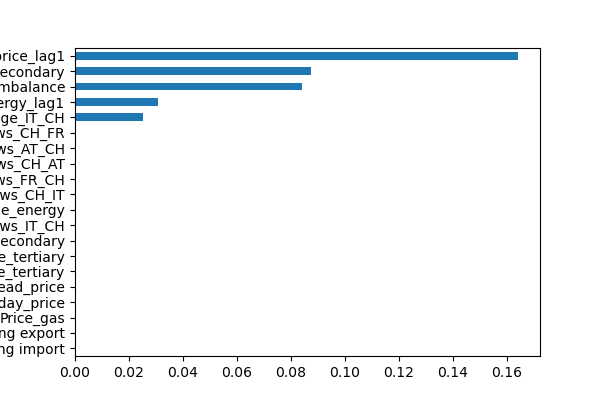 rice_lag1
econdary
mbalance
ergy_lag1
ge_IT_CH
ws_CH_FR
ws_AT_CH
ws_CH_AT
ws_FR_CH
ws_CH_IT
e_energy
ws_IT_CH
econdary
e_tertiary
e_tertiary
ead_price
day_price
Price_gas
ng export
ng import
0.00 0.02 0.04 0.06 0.08 0.10 0.12 0.14 0.16